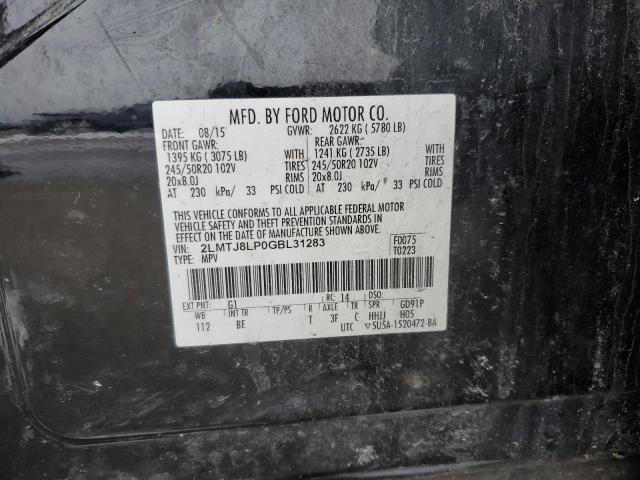 MFD. BY FORD MOTOR CO.
DATE: 08/15 GVWR: 2622 KG ( 5780 LB)
FRONT GAWR: REAR GAWR:
1395 KG ( 3075 LB) WITH 1241 KG ( 2735 LB) WITH
245/50R20 102V TIRES 245/50R20 102V TIRES
20x8.0J RIMS 20x8.0J RIMS
AT 230 kPa/ 33 PSI COLD AT 230 kPa/ 33 PSI COLD
THIS VEHICLE CONFORMS TO ALL APPLICABLE FEDERAL MOTOR
VEHICLE SAFETY AND THEFT PREVENTION STANDARDS IN
EFFECT ON THE DATE OF MANUFACTURE SHOWN ABOVE.
VIN: 2LMTJ8LP0GBL31283 F0075
TYPE: MPV T0223
EXT PNT: G1 RC: 14 DSO:
WB INT TR TP/PS R AXLE TR SPR GD91P
112 BE T 3F C HHJJ H05
UTC ▽5U5A-1520472-BA